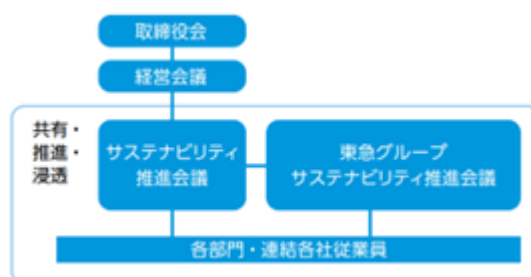 取締役会
経営会議
共有・
推進・
浸透
サステナビリティ
推進会議
東急グループ
サステナビリティ推進会議
各部門・連結各社従業員